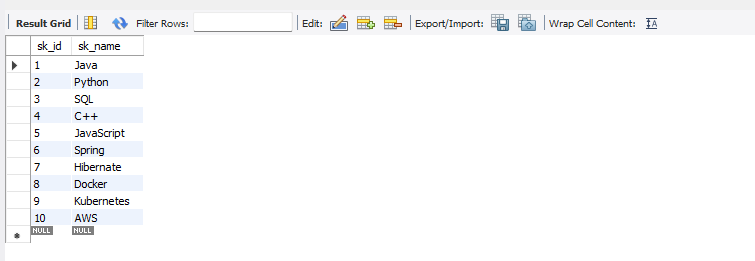 Result Grid Filter Rows: Edit: Export/Import: Wrap Cell Content: IA
sk_id sk_name
1 Java
2 Python
3 SQL
4 C++
5 JavaScript
6 Spring
7 Hibernate
8 Docker
9 Kubernetes
10 AWS
NULL NULL